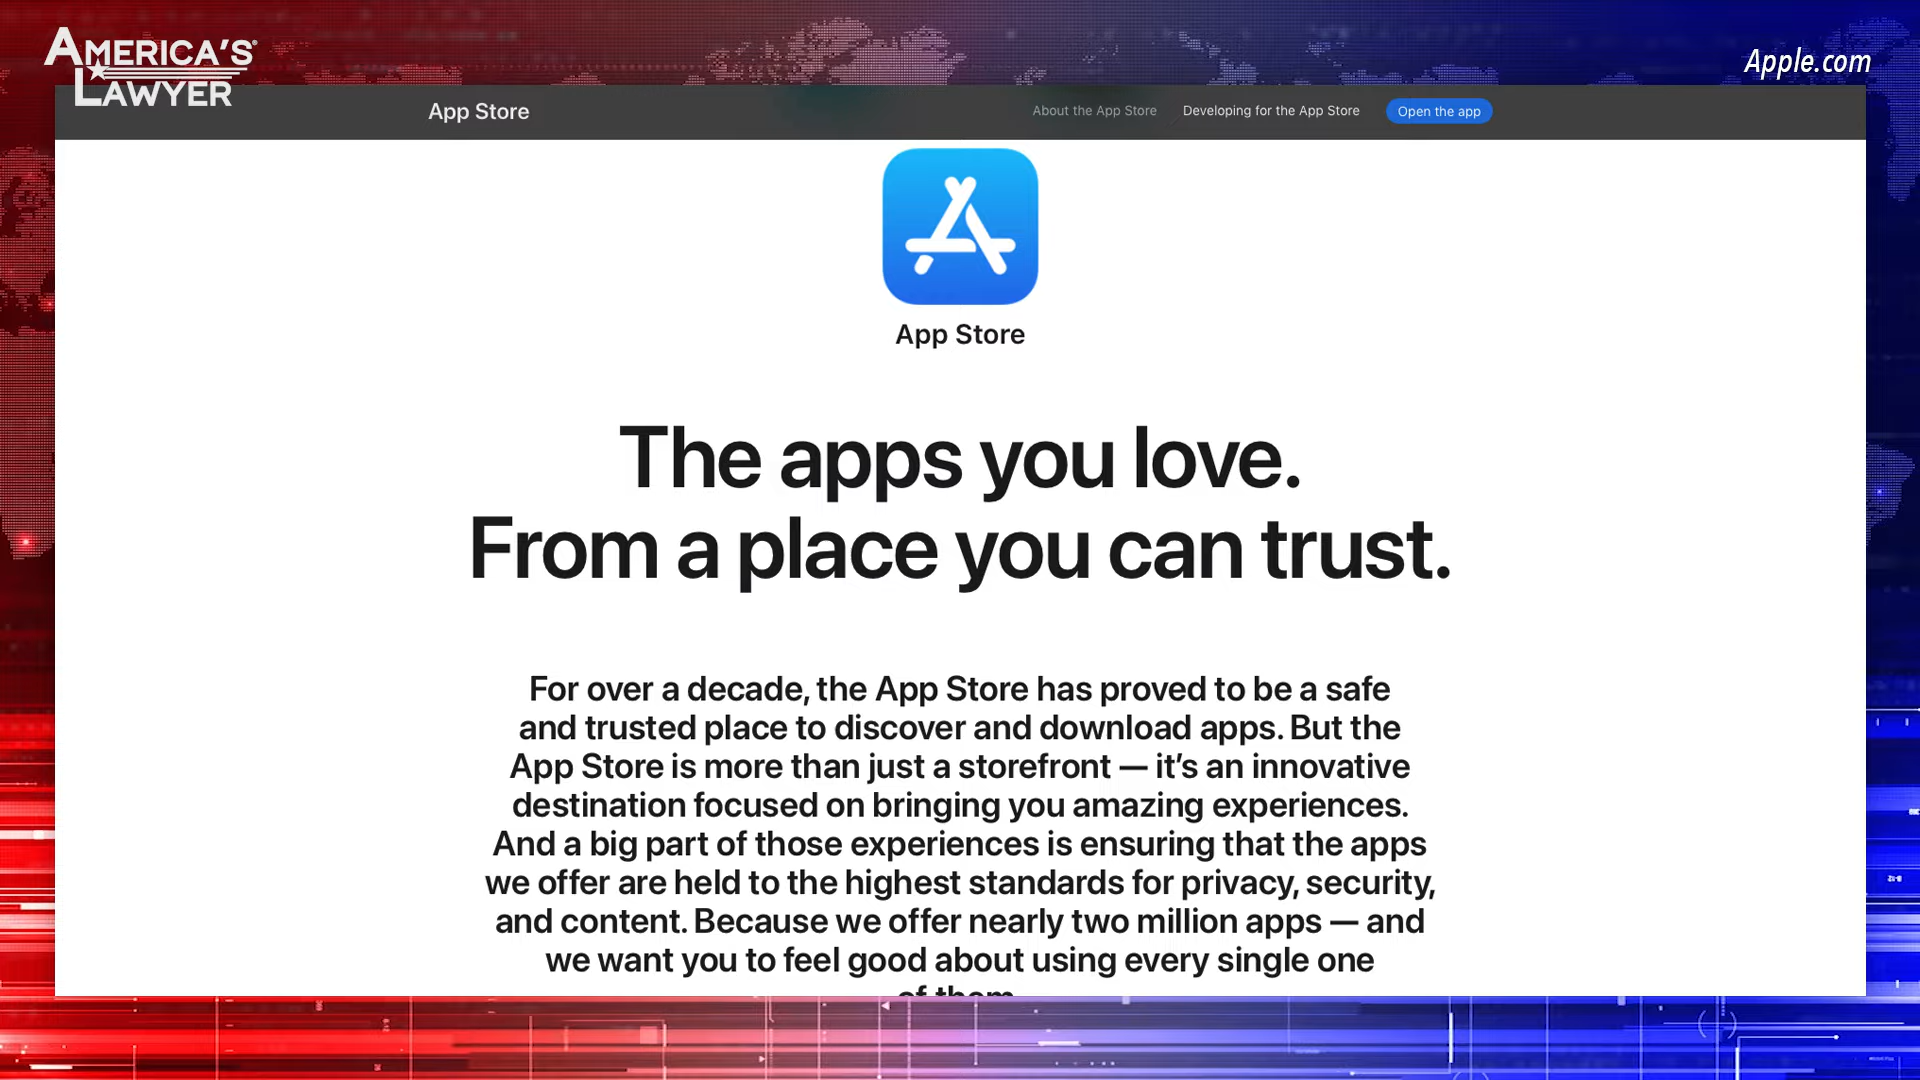 AMERICA'S
LAWYER
Apple.com
App Store
About the App Store
Developing for the App Store
Open the app
App Store
The apps you love.
From a place you can trust.
For over a decade, the App Store has proved to be a safe
and trusted place to discover and download apps. But the
App Store is more than just a storefront — it’s an innovative
destination focused on bringing you amazing experiences.
And a big part of those experiences is ensuring that the apps
we offer are held to the highest standards for privacy, security,
and content. Because we offer nearly two million apps — and
we want you to feel good about using every single one
of them.